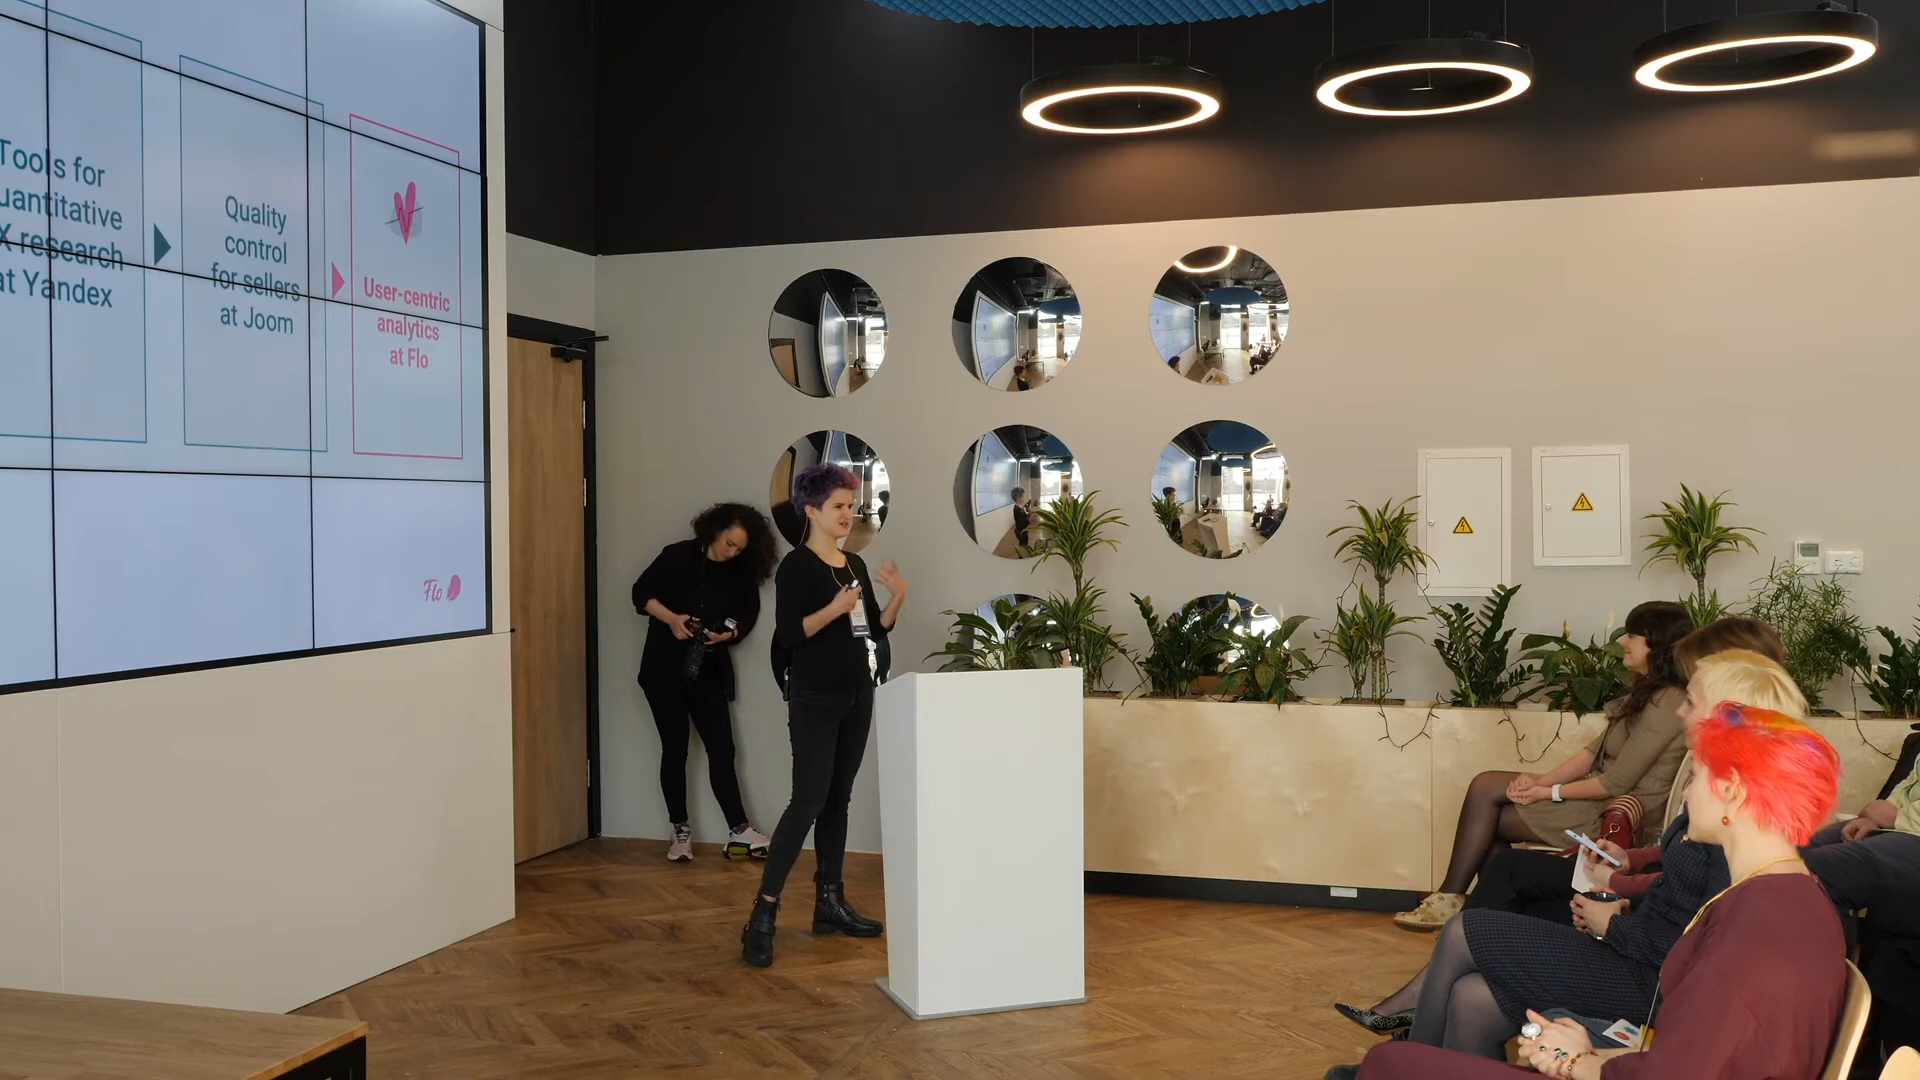 Tools for
uantitative
X research
at Yandex
Quality
control
for sellers
at Joom
User-centric
analytics
at Flo
Flo